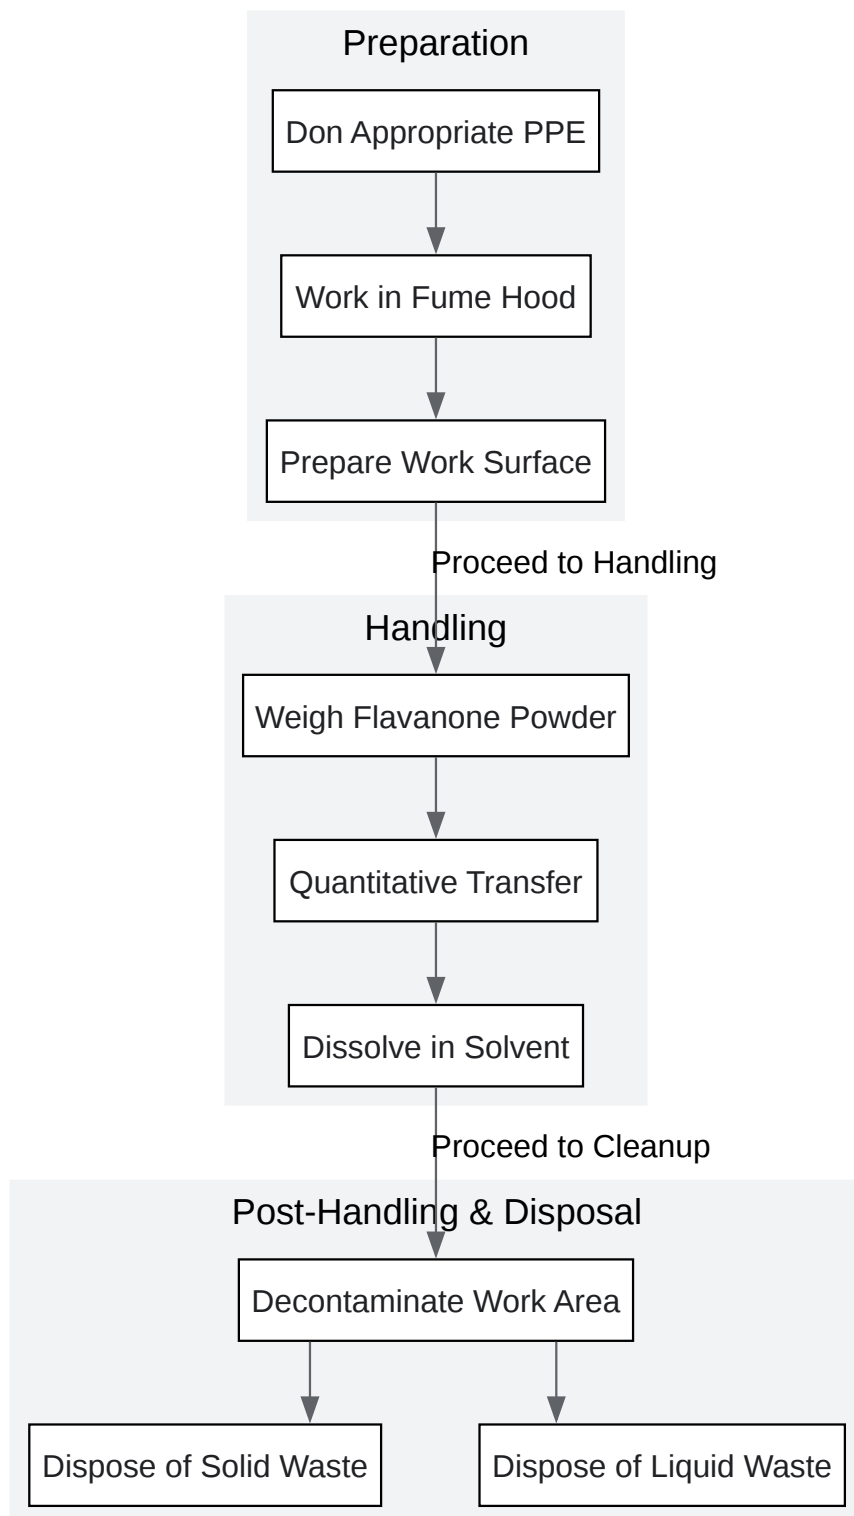 Preparation
Don Appropriate PPE
Work in Fume Hood
Prepare Work Surface
Proceed to Handling
Handling
Weigh Flavanone Powder
Quantitative Transfer
Dissolve in Solvent
Proceed to Cleanup
Post-Handling & Disposal
Decontaminate Work Area
Dispose of Solid Waste
Dispose of Liquid Waste